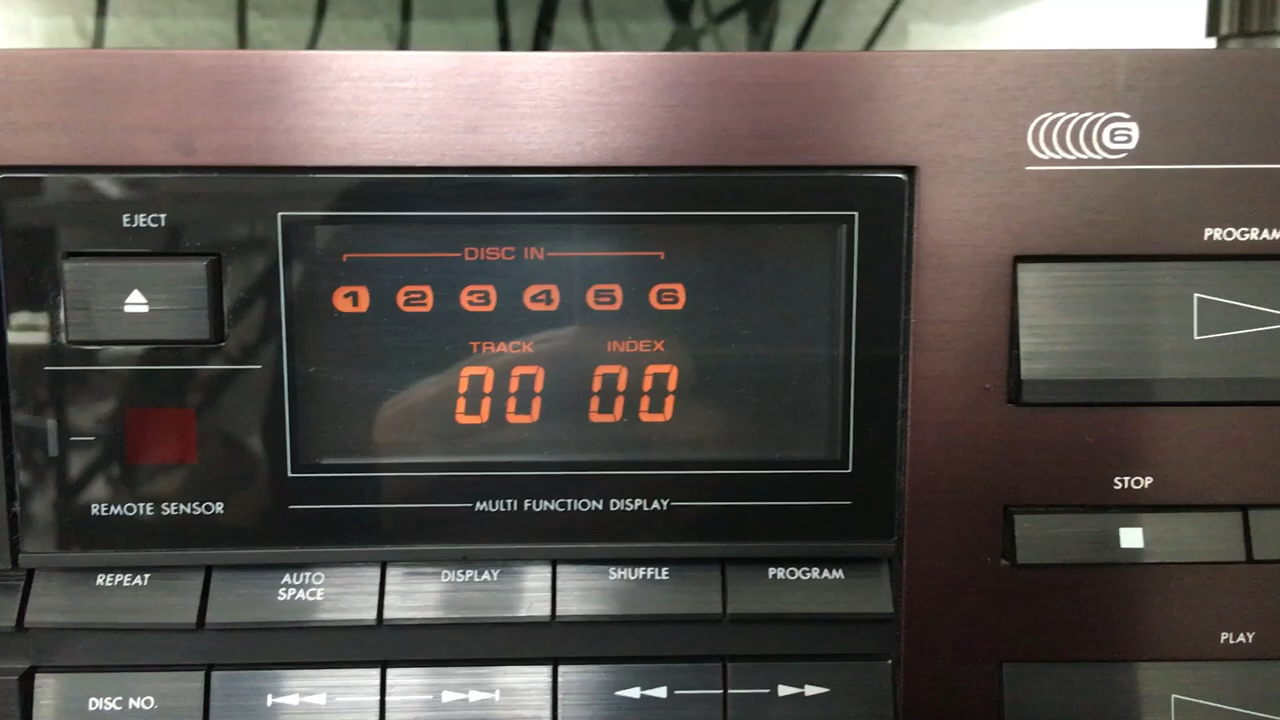 6
EJECT
DISC IN
1 2 3 4 5 6
TRACK INDEX
00 00
REMOTE SENSOR
MULTI FUNCTION DISPLAY
REPEAT
AUTO
SPACE
DISPLAY
SHUFFLE
PROGRAM
DISC NO.
PROGRAM
STOP
PLAY